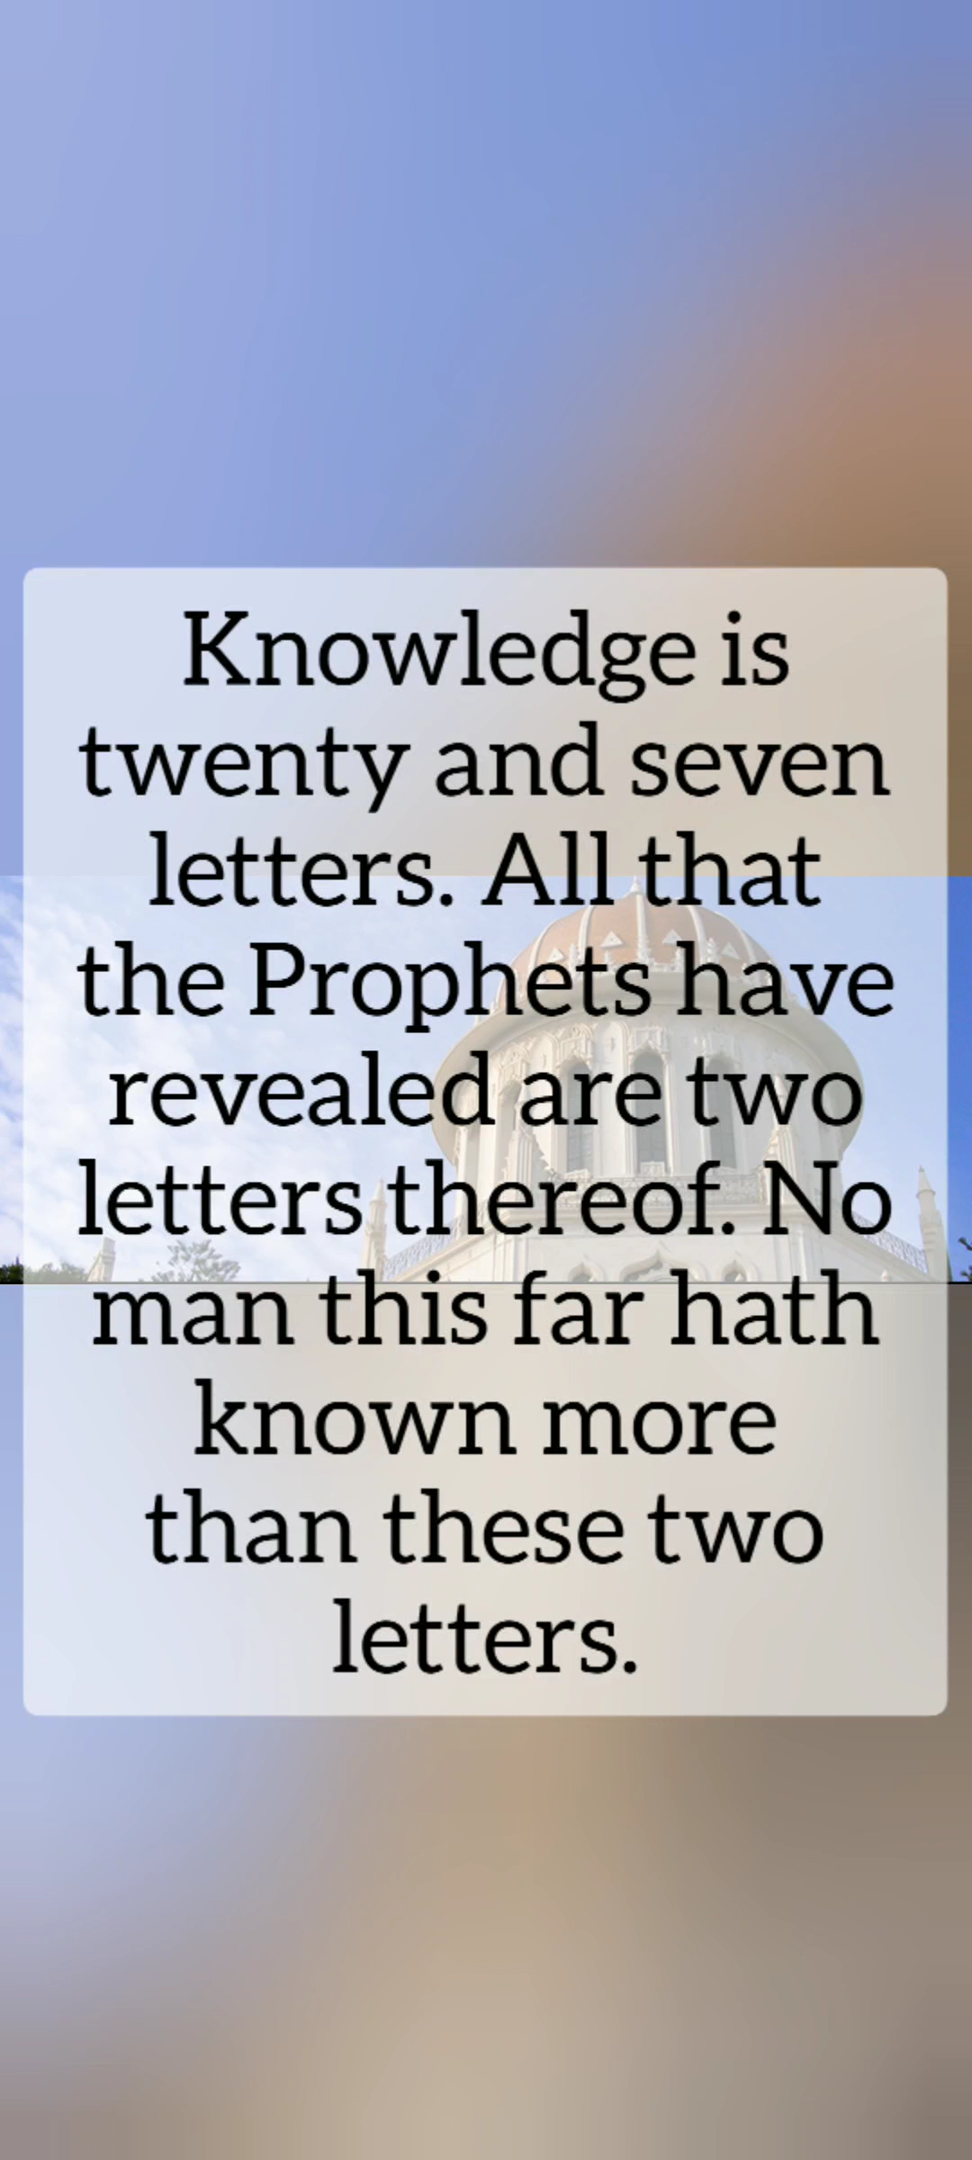 Knowledge is
twenty and seven
letters. All that
the Prophets have
revealed are two
letters thereof. No
man this far hath
known more
than these two
letters.